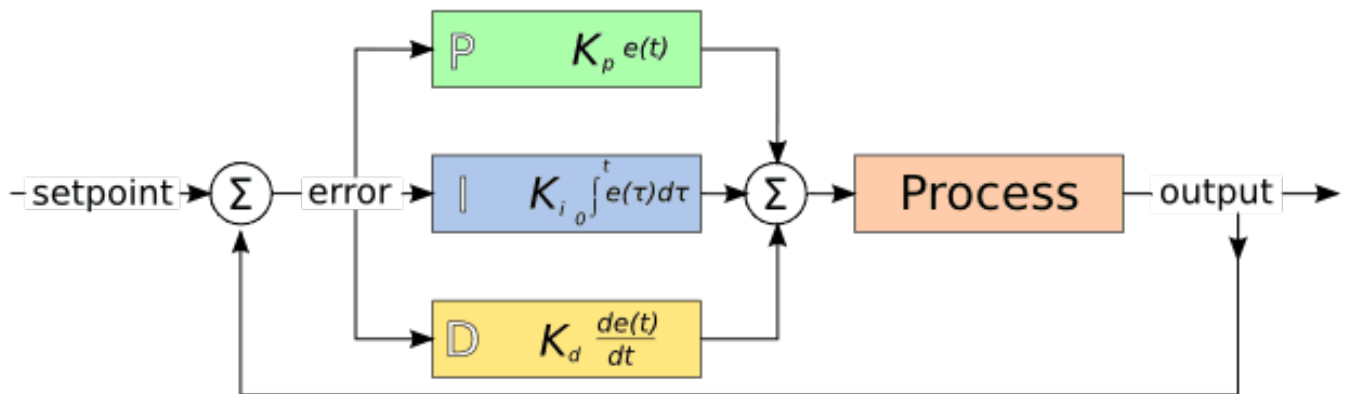 P K_p e(t)
setpoint Σ error I K_i ∫_0^t e(τ)dτ Σ Process output
D K_d de(t)/dt